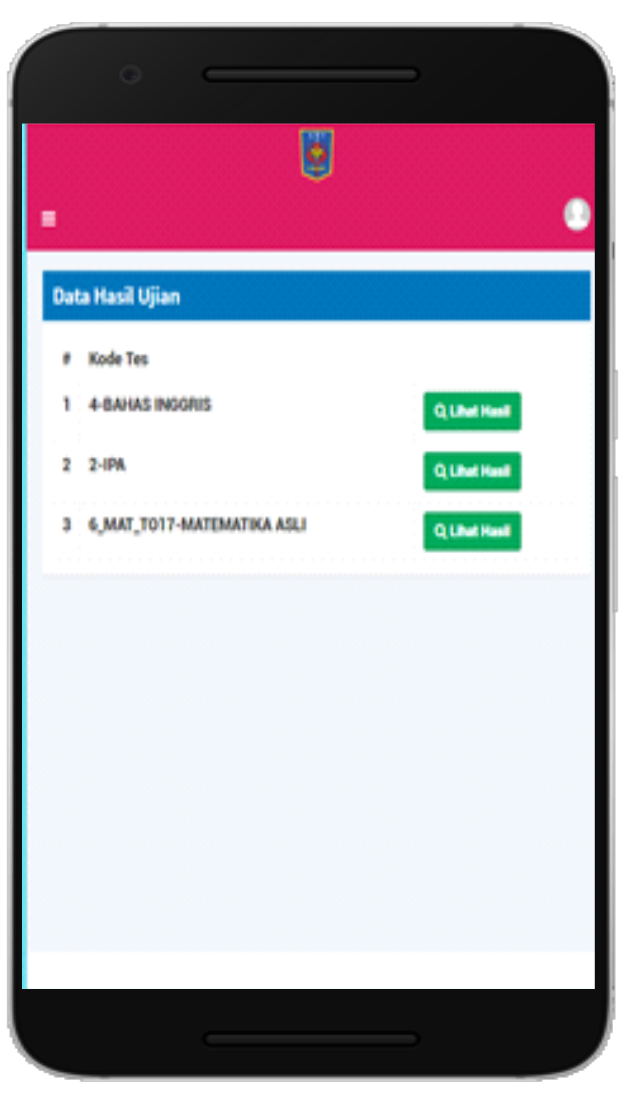 Data Hasil Ujian
# Kode Tes
1 4-BAHAS INGGRIS Lihat Hasil
2 2-IPA Lihat Hasil
3 6_MAT_TO17-MATEMATIKA ASLI Lihat Hasil